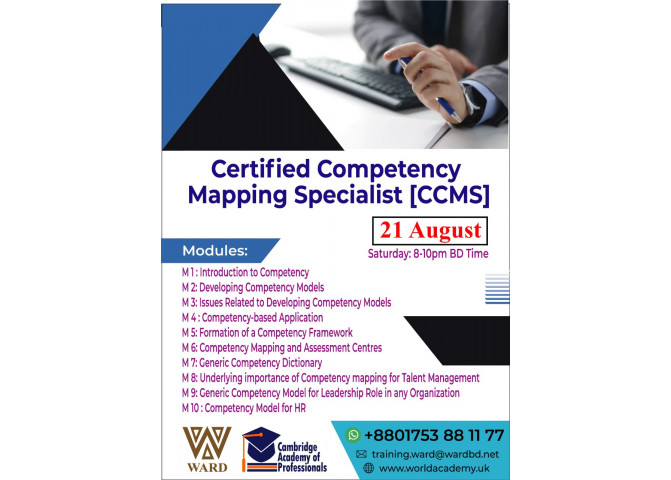 Certified Competency
Mapping Specialist [CCMS]
21 August
Saturday: 8-10pm BD Time
Modules:
M 1 : Introduction to Competency
M 2: Developing Competency Models
M 3: Issues Related to Developing Competency Models
M 4 : Competency-based Application
M 5: Formation of a Competency Framework
M 6: Competency Mapping and Assessment Centres
M 7: Generic Competency Dictionary
M 8: Underlying importance of Competency mapping for Talent Management
M 9: Generic Competency Model for Leadership Role in any Organization
M 10 : Competency Model for HR
WARD
Cambridge
Academy of
Professionals
+8801753 88 11 77
training.ward@wardbd.net
www.worldacademy.uk